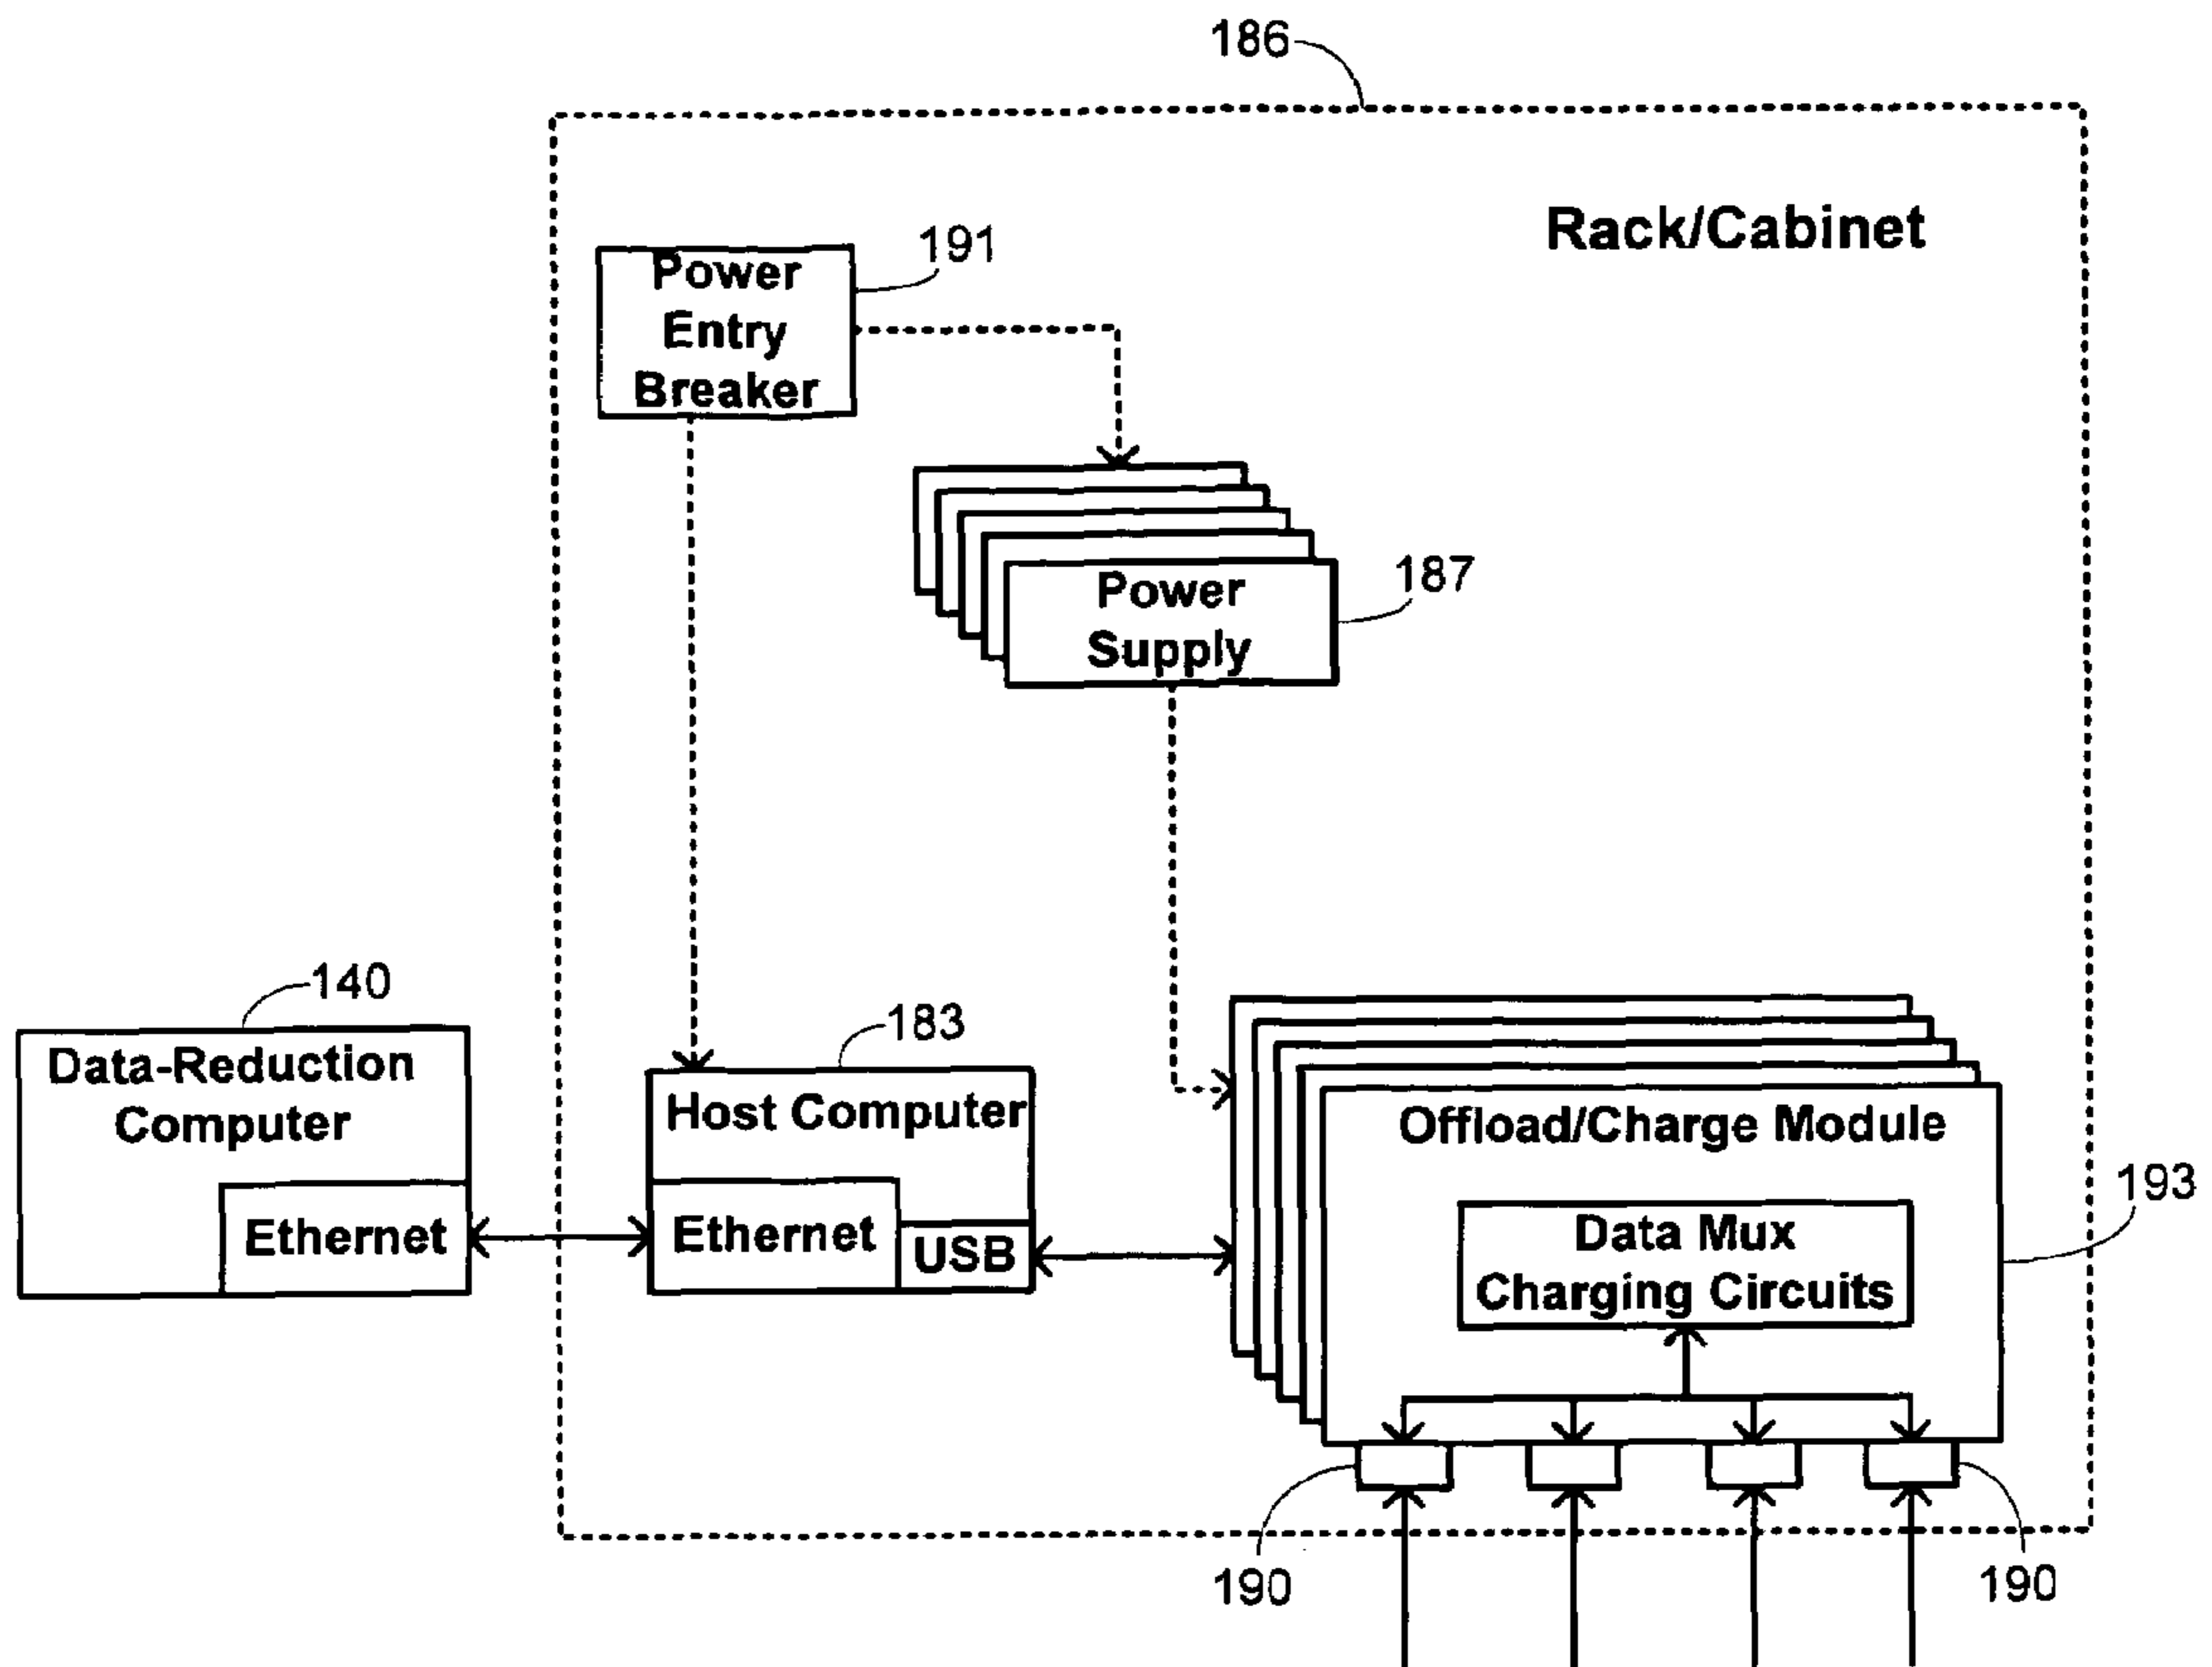 186
Rack/Cabinet
191
Power
Entry
Breaker
187
Power
Supply
140
Data-Reduction
Computer
Ethernet
183
Host Computer
Ethernet
USB
Offload/Charge Module
193
Data Mux
Charging Circuits
190
190